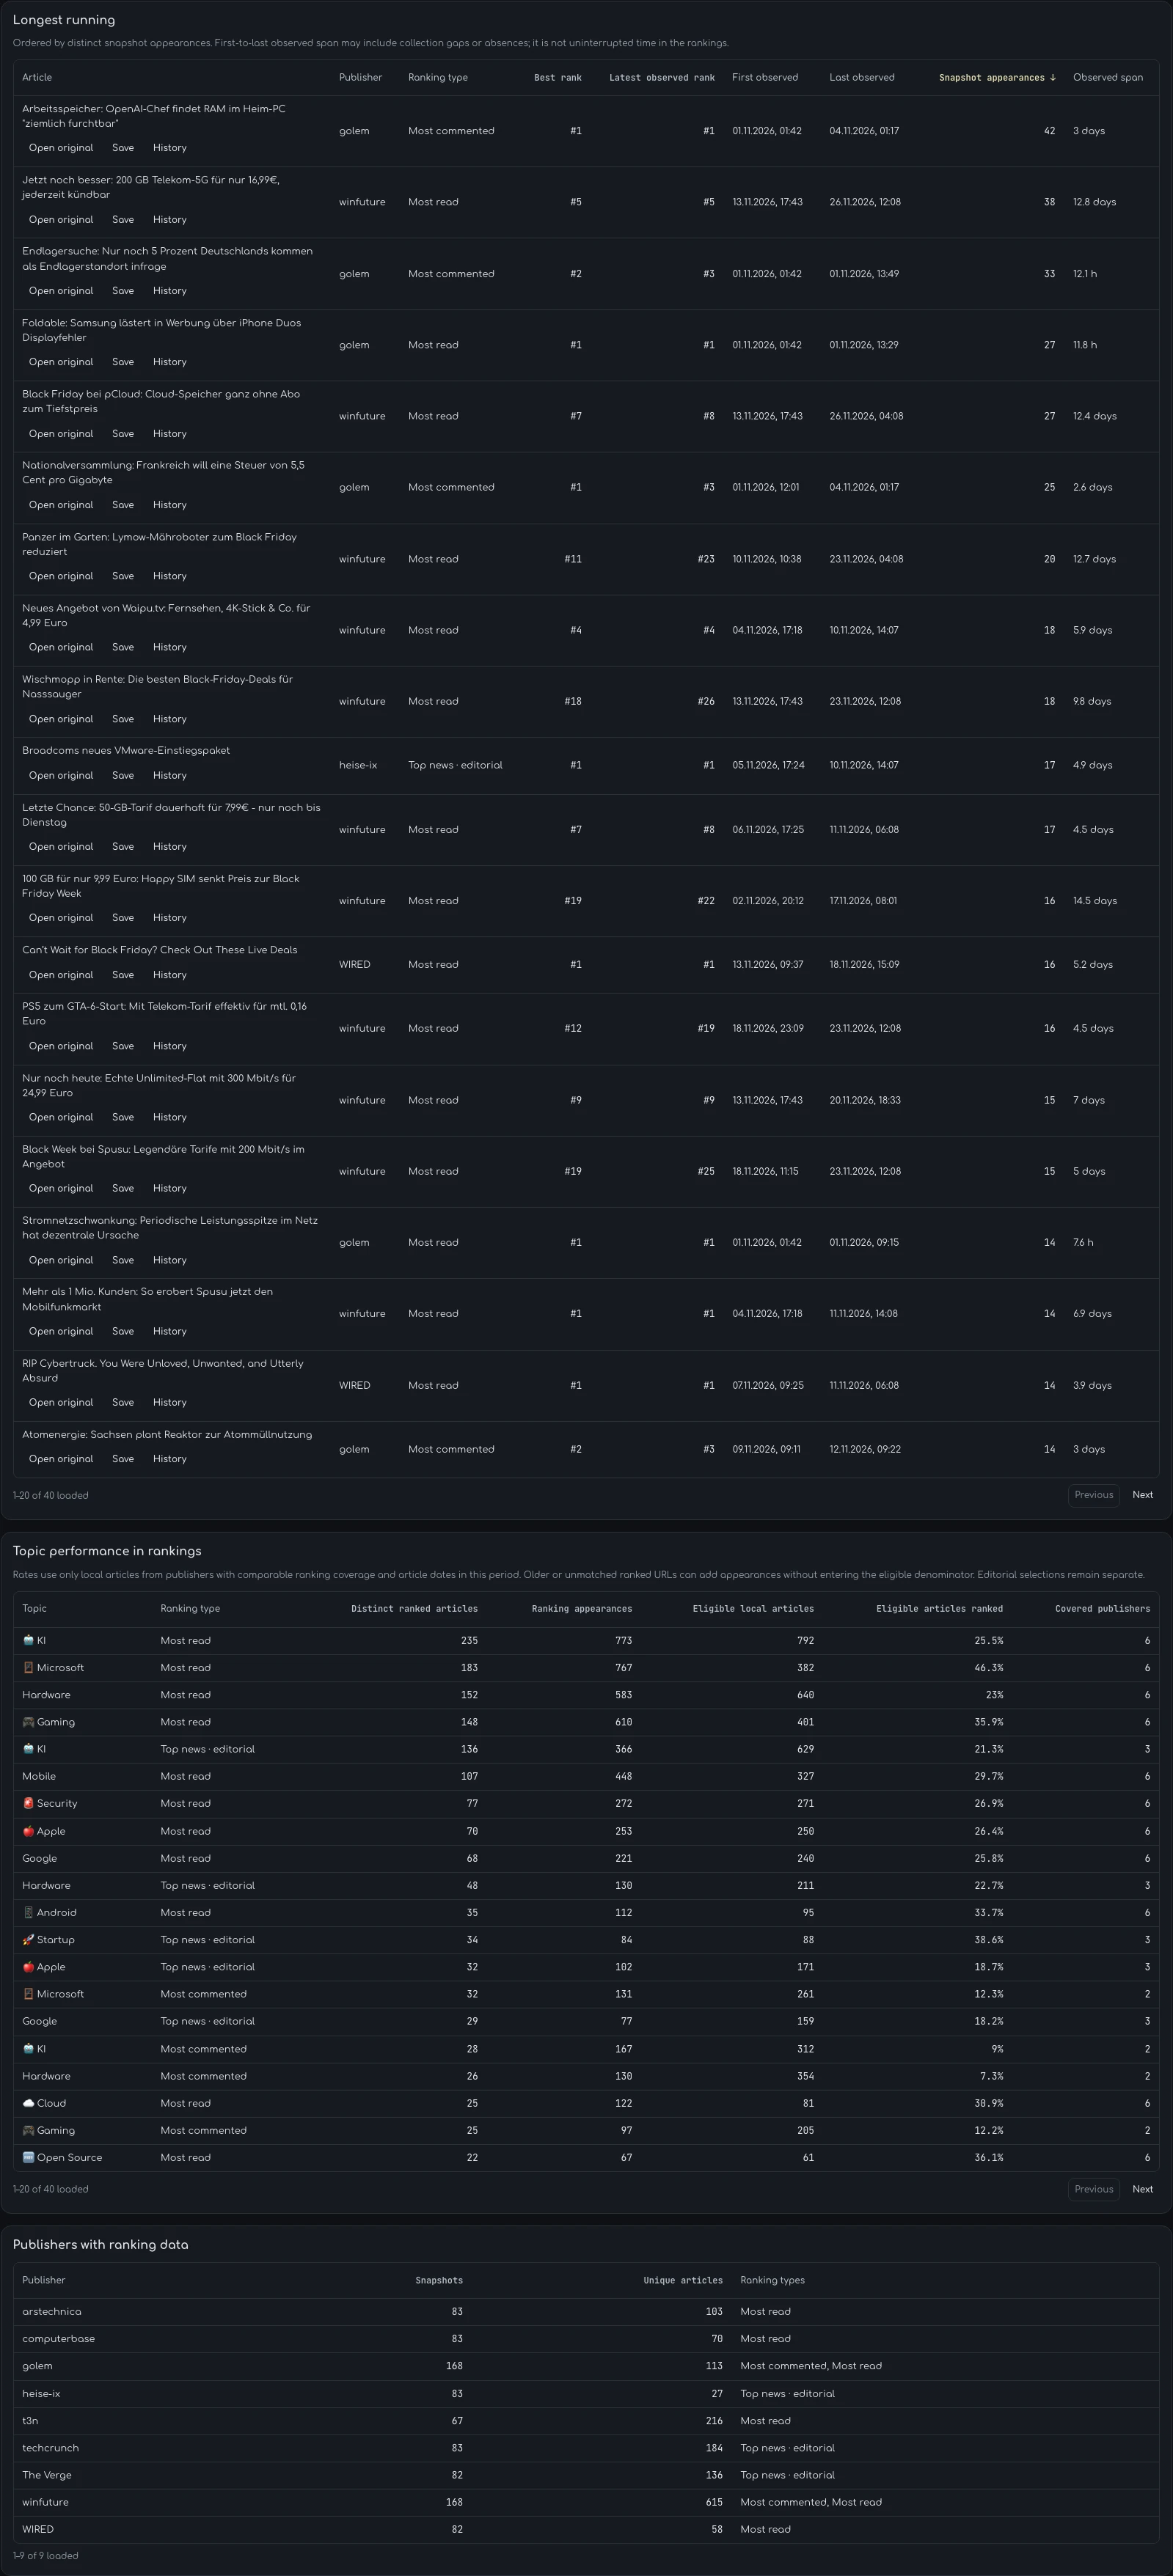 Longest running
Ordered by distinct snapshot appearances. First-to-last observed span may include collection gaps or absences; it is not uninterrupted time in the rankings.
Article Publisher Ranking type Best rank Latest observed rank First observed Last observed Snapshot appearances ↓ Observed span
Arbeitsspeicher: OpenAI-Chef findet RAM im Heim-PC
"ziemlich furchtbar"
golem Most commented #1 #1 01.11.2026, 01:42 04.11.2026, 01:17 42 3 days
Open original Save History
Jetzt noch besser: 200 GB Telekom-5G für nur 16,99€,
jederzeit kündbar
winfuture Most read #5 #5 13.11.2026, 17:43 26.11.2026, 12:08 38 12.8 days
Open original Save History
Endlagersuche: Nur noch 5 Prozent Deutschlands kommen
als Endlagerstandort infrage
golem Most commented #2 #3 01.11.2026, 01:42 01.11.2026, 13:49 33 12.1 h
Open original Save History
Foldable: Samsung lästert in Werbung über iPhone Duos
Displayfehler
golem Most read #1 #1 01.11.2026, 01:42 01.11.2026, 13:29 27 11.8 h
Open original Save History
Black Friday bei pCloud: Cloud-Speicher ganz ohne Abo
zum Tiefstpreis
winfuture Most read #7 #8 13.11.2026, 17:43 26.11.2026, 04:08 27 12.4 days
Open original Save History
Nationalversammlung: Frankreich will eine Steuer von 5,5
Cent pro Gigabyte
golem Most commented #1 #3 01.11.2026, 12:01 04.11.2026, 01:17 25 2.6 days
Open original Save History
Panzer im Garten: Lymow-Mähroboter zum Black Friday
reduziert
winfuture Most read #11 #23 10.11.2026, 10:38 23.11.2026, 04:08 20 12.7 days
Open original Save History
Neues Angebot von Waipu.tv: Fernsehen, 4K-Stick & Co. für
4,99 Euro
winfuture Most read #4 #4 04.11.2026, 17:18 10.11.2026, 14:07 18 5.9 days
Open original Save History
Wischmopp in Rente: Die besten Black-Friday-Deals für
Nasssauger
winfuture Most read #18 #26 13.11.2026, 17:43 23.11.2026, 12:08 18 9.8 days
Open original Save History
Broadcoms neues VMware-Einstiegspaket
heise-ix Top news · editorial #1 #1 05.11.2026, 17:24 10.11.2026, 14:07 17 4.9 days
Open original Save History
Letzte Chance: 50-GB-Tarif dauerhaft für 7,99€ - nur noch bis
Dienstag
winfuture Most read #7 #8 06.11.2026, 17:25 11.11.2026, 06:08 17 4.5 days
Open original Save History
100 GB für nur 9,99 Euro: Happy SIM senkt Preis zur Black
Friday Week
winfuture Most read #19 #22 02.11.2026, 20:12 17.11.2026, 08:01 16 14.5 days
Open original Save History
Can't Wait for Black Friday? Check Out These Live Deals
WIRED Most read #1 #1 13.11.2026, 09:37 18.11.2026, 15:09 16 5.2 days
Open original Save History
PS5 zum GTA-6-Start: Mit Telekom-Tarif effektiv für mtl. 0,16
Euro
winfuture Most read #12 #19 18.11.2026, 23:09 23.11.2026, 12:08 16 4.5 days
Open original Save History
Nur noch heute: Echte Unlimited-Flat mit 300 Mbit/s für
24,99 Euro
winfuture Most read #9 #9 13.11.2026, 17:43 20.11.2026, 18:33 15 7 days
Open original Save History
Black Week bei Spusu: Legendäre Tarife mit 200 Mbit/s im
Angebot
winfuture Most read #19 #25 18.11.2026, 11:15 23.11.2026, 12:08 15 5 days
Open original Save History
Stromnetzschwankung: Periodische Leistungsspitze im Netz
hat dezentrale Ursache
golem Most read #1 #1 01.11.2026, 01:42 01.11.2026, 09:15 14 7.6 h
Open original Save History
Mehr als 1 Mio. Kunden: So erobert Spusu jetzt den
Mobilfunkmarkt
winfuture Most read #1 #1 04.11.2026, 17:18 11.11.2026, 14:08 14 6.9 days
Open original Save History
RIP Cybertruck. You Were Unloved, Unwanted, and Utterly
Absurd
WIRED Most read #1 #1 07.11.2026, 09:25 11.11.2026, 06:08 14 3.9 days
Open original Save History
Atomenergie: Sachsen plant Reaktor zur Atommüllnutzung
golem Most commented #2 #3 09.11.2026, 09:11 12.11.2026, 09:22 14 3 days
Open original Save History
1-20 of 40 loaded Previous Next
Topic performance in rankings
Rates use only local articles from publishers with comparable ranking coverage and article dates in this period. Older or unmatched ranked URLs can add appearances without entering the eligible denominator. Editorial selections remain separate.
Topic Ranking type Distinct ranked articles Ranking appearances Eligible local articles Eligible articles ranked Covered publishers
KI Most read 235 773 792 25.5% 6
Microsoft Most read 183 767 382 46.3% 6
Hardware Most read 152 583 640 23% 6
Gaming Most read 148 610 401 35.9% 6
KI Top news · editorial 136 366 629 21.3% 3
Mobile Most read 107 448 327 29.7% 6
Security Most read 77 272 271 26.9% 6
Apple Most read 70 253 250 26.4% 6
Google Most read 68 221 240 25.8% 6
Hardware Top news · editorial 48 130 211 22.7% 3
Android Most read 35 112 95 33.7% 6
Startup Top news · editorial 34 84 88 38.6% 3
Apple Top news · editorial 32 102 171 18.7% 3
Microsoft Most commented 32 131 261 12.3% 2
Google Top news · editorial 29 77 159 18.2% 3
KI Most commented 28 167 312 9% 2
Hardware Most commented 26 130 354 7.3% 2
Cloud Most read 25 122 81 30.9% 6
Gaming Most commented 25 97 205 12.2% 2
Open Source Most read 22 67 61 36.1% 6
1-20 of 40 loaded Previous Next
Publishers with ranking data
Publisher Snapshots Unique articles Ranking types
arstechnica 83 103 Most read
computerbase 83 70 Most read
golem 168 113 Most commented, Most read
heise-ix 83 27 Top news · editorial
t3n 67 216 Most read
techcrunch 83 184 Top news · editorial
The Verge 82 136 Top news · editorial
winfuture 168 615 Most commented, Most read
WIRED 82 58 Most read
1-9 of 9 loaded